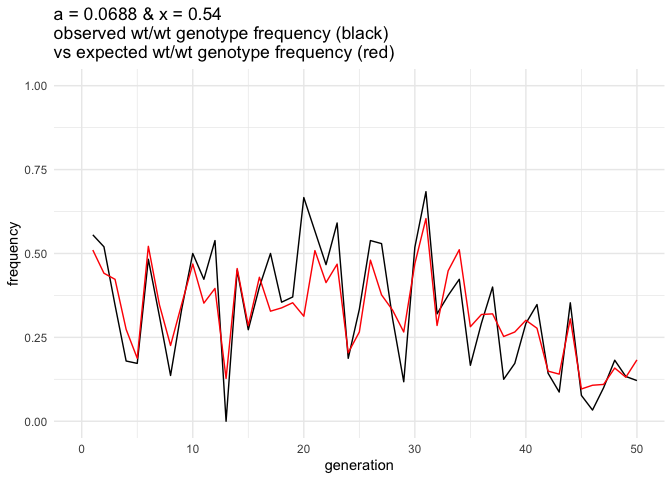 a = 0.0688 & x = 0.54
observed wt/wt genotype frequency (black)
vs expected wt/wt genotype frequency (red)
1.00
0.75
0.50
0.25
0.00
frequency
0 10 20 30 40 50
generation